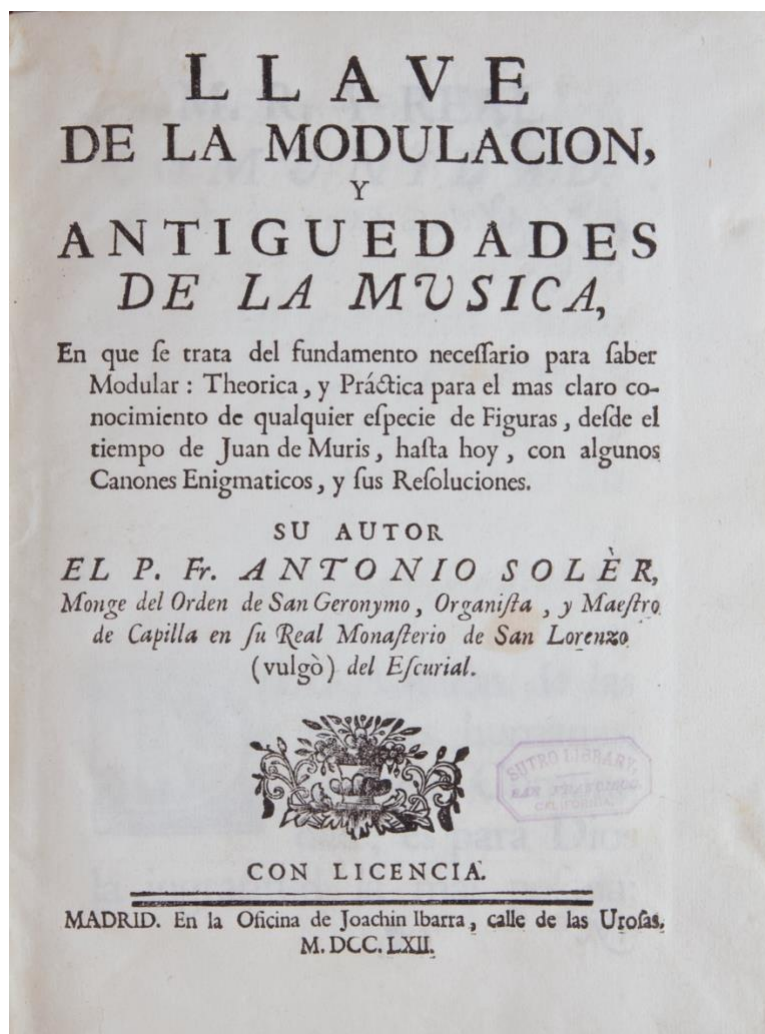 LLAVE
DE LA MODULACION,
Y
ANTIGUEDADES
DE LA MVSICA,
En que ſe trata del fundamento neceſſario para ſaber
Modular : Theorica, y Práctica para el mas claro co-
nocimiento de qualquier eſpecie de Figuras, deſde el
tiempo de Juan de Muris, haſta hoy, con algunos
Canones Enigmaticos, y ſus Reſoluciones.
SU AUTOR
EL P. Fr. ANTONIO SOLÈR,
Monge del Orden de San Geronymo, Organiſta, y Maeſtro
de Capilla en ſu Real Monaſterio de San Lorenzo
(vulgò) del Eſcurial.
SUTRO LIBRARY,
SAN FRANCISCO
CALIFORNIA
CON LICENCIA.
MADRID. En la Oficina de Joachin Ibarra, calle de las Uroſas.
M. DCC. LXII.